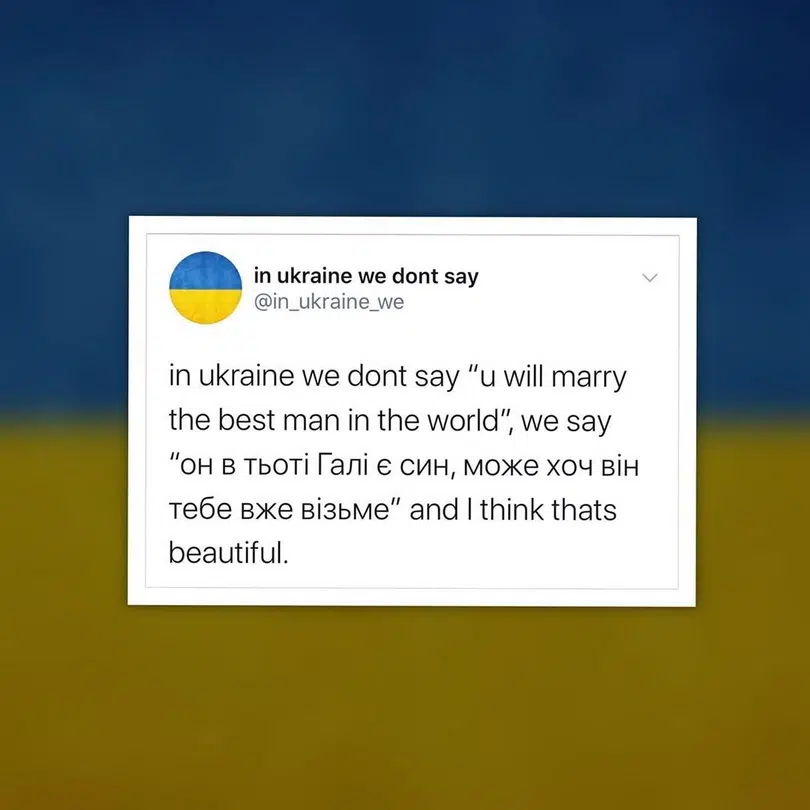 in ukraine we dont say
@in_ukraine_we
in ukraine we dont say “u will marry
the best man in the world”, we say
“он в тьоті Галі є син, може хоч він
тебе вже візьме” and I think thats
beautiful.